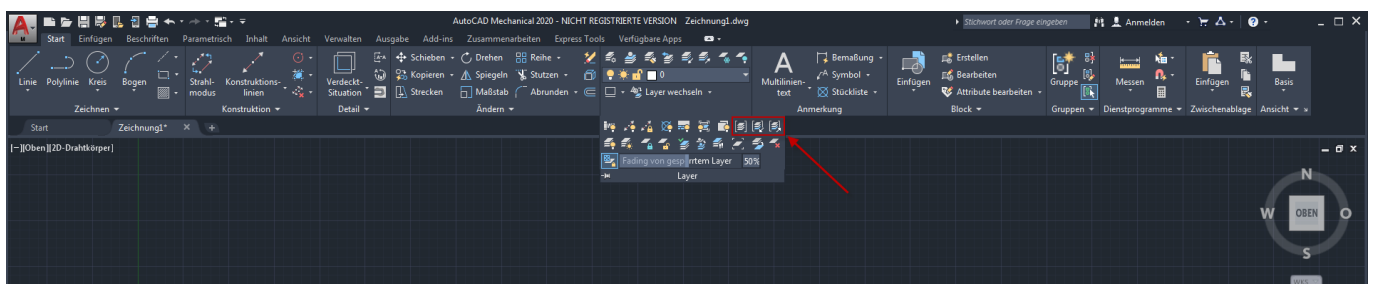 AutoCAD Mechanical 2020 - NICHT REGISTRIERTE VERSION Zeichnung1.dwg Stichwort oder Frage eingeben Anmelden
Start Einfügen Beschriften Parametrisch Inhalt Ansicht Verwalten Ausgabe Add-ins Zusammenarbeiten Express Tools Verfügbare Apps
Schieben Drehen Reihe Bemaßung Erstellen
Linie Polylinie Kreis Bogen Strahl-modus Konstruktions-linien Verdeckt-Situation Kopieren Spiegeln Stutzen 0 Multilinien-text Symbol Einfügen Bearbeiten Gruppe Messen Einfügen Basis
Strecken Maßstab Abrunden Layer wechseln Stückliste Attribute bearbeiten
Zeichnen Konstruktion Detail Ändern Anmerkung Block Gruppen Dienstprogramme Zwischenablage Ansicht
Start Zeichnung1*
[−][Oben][2D-Drahtkörper]
Fading von gesperrtem Layer 50%
Layer
N
W OBEN O
S